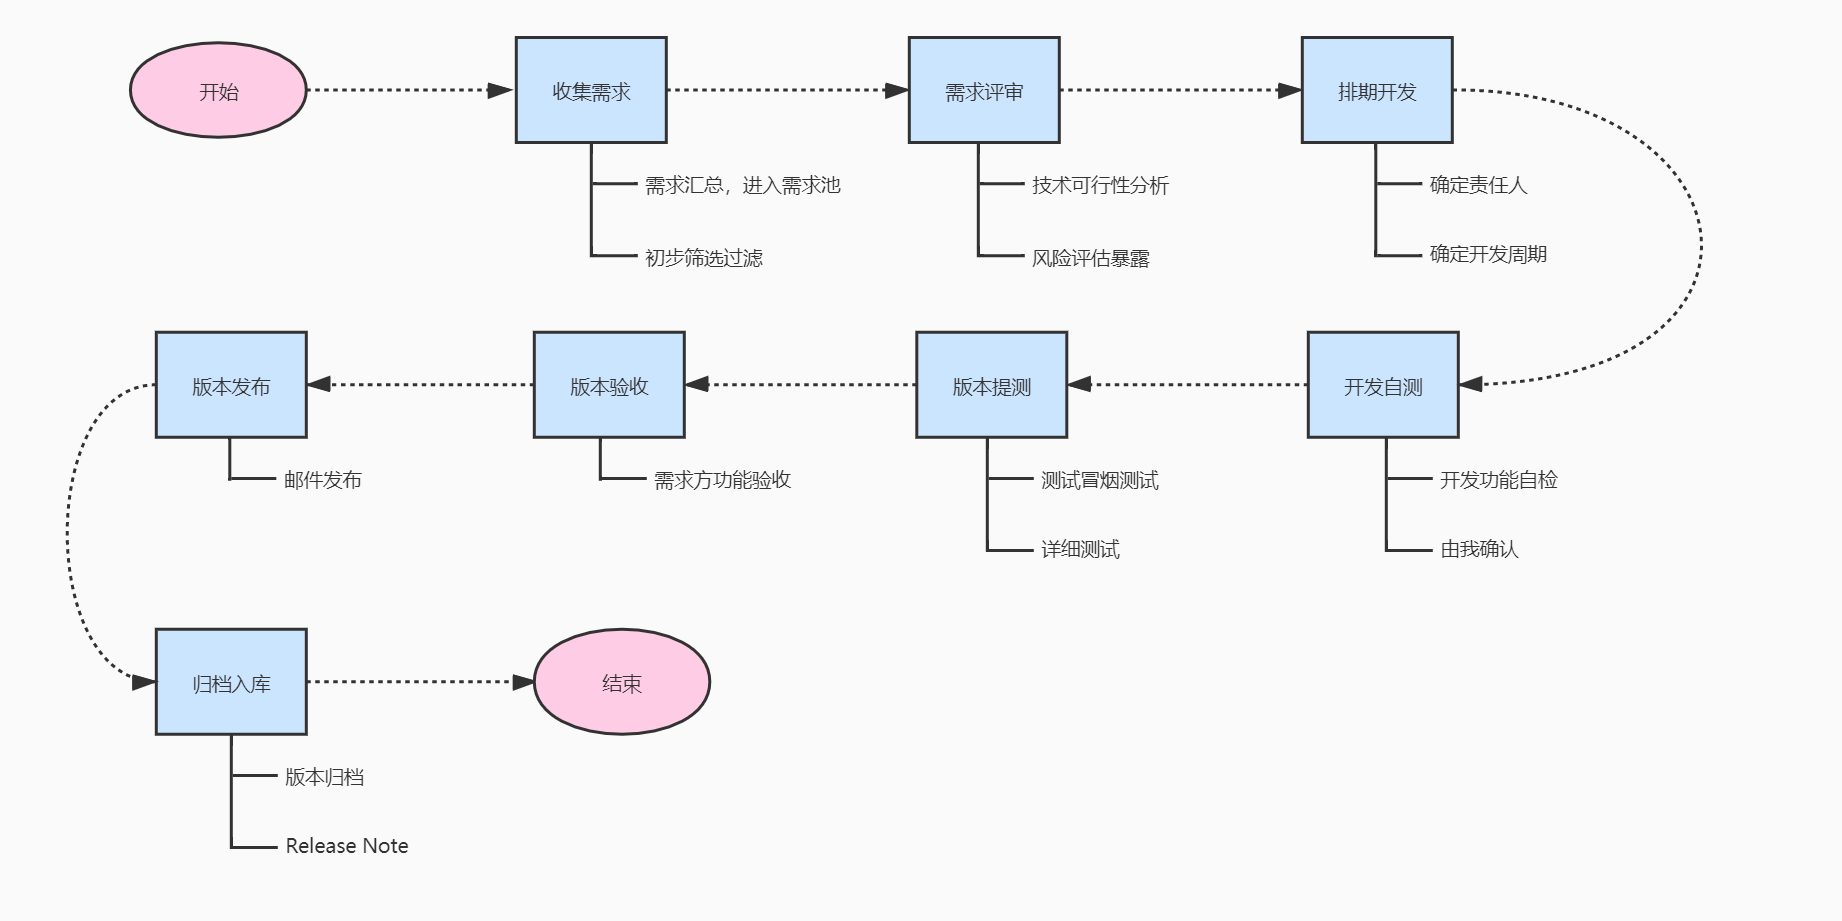 开始
收集需求
需求评审
排期开发
需求汇总，进入需求池
初步筛选过滤
技术可行性分析
风险评估暴露
确定责任人
确定开发周期
版本发布
版本验收
版本提测
开发自测
邮件发布
需求方功能验收
测试冒烟测试
详细测试
开发功能自检
由我确认
归档入库
结束
版本归档
Release Note